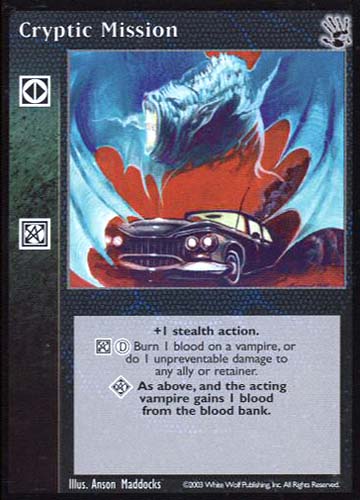 Cryptic Mission
+1 stealth action.
D Burn 1 blood on a vampire, or
do 1 unpreventable damage to
any ally or retainer.
As above, and the acting
vampire gains 1 blood
from the blood bank.
Illus. Anson Maddocks ©2003 White Wolf Publishing, Inc. All Rights Reserved.